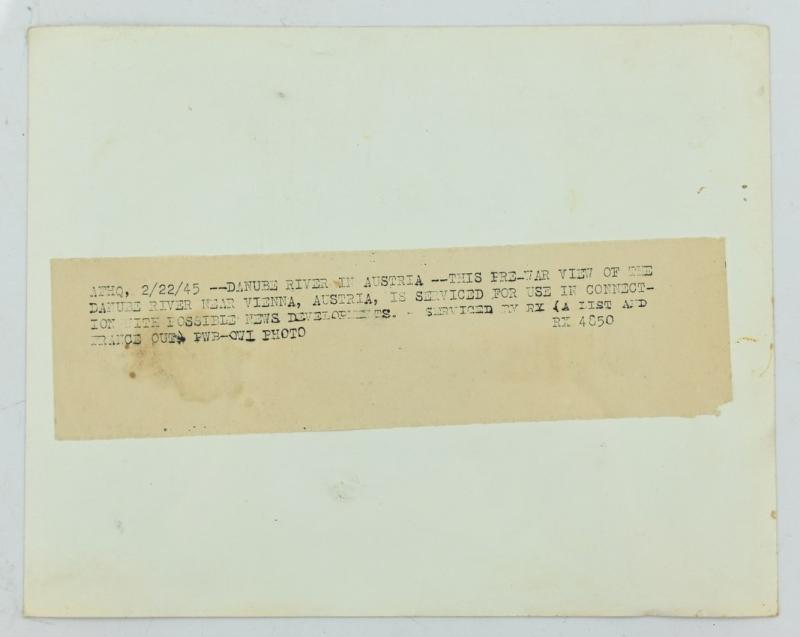 AFHQ, 2/22/45 --DANUBE RIVER IN AUSTRIA --THIS PRE-WAR VIEW OF THE
DANUBE RIVER NEAR VIENNA, AUSTRIA, IS SERVICED FOR USE IN CONNECT-
ION WITH POSSIBLE NEWS DEVELOPMENTS. - SERVICED BY RX (A LIST AND
FRANCE OUT) PWB-OWI PHOTO RX 4850